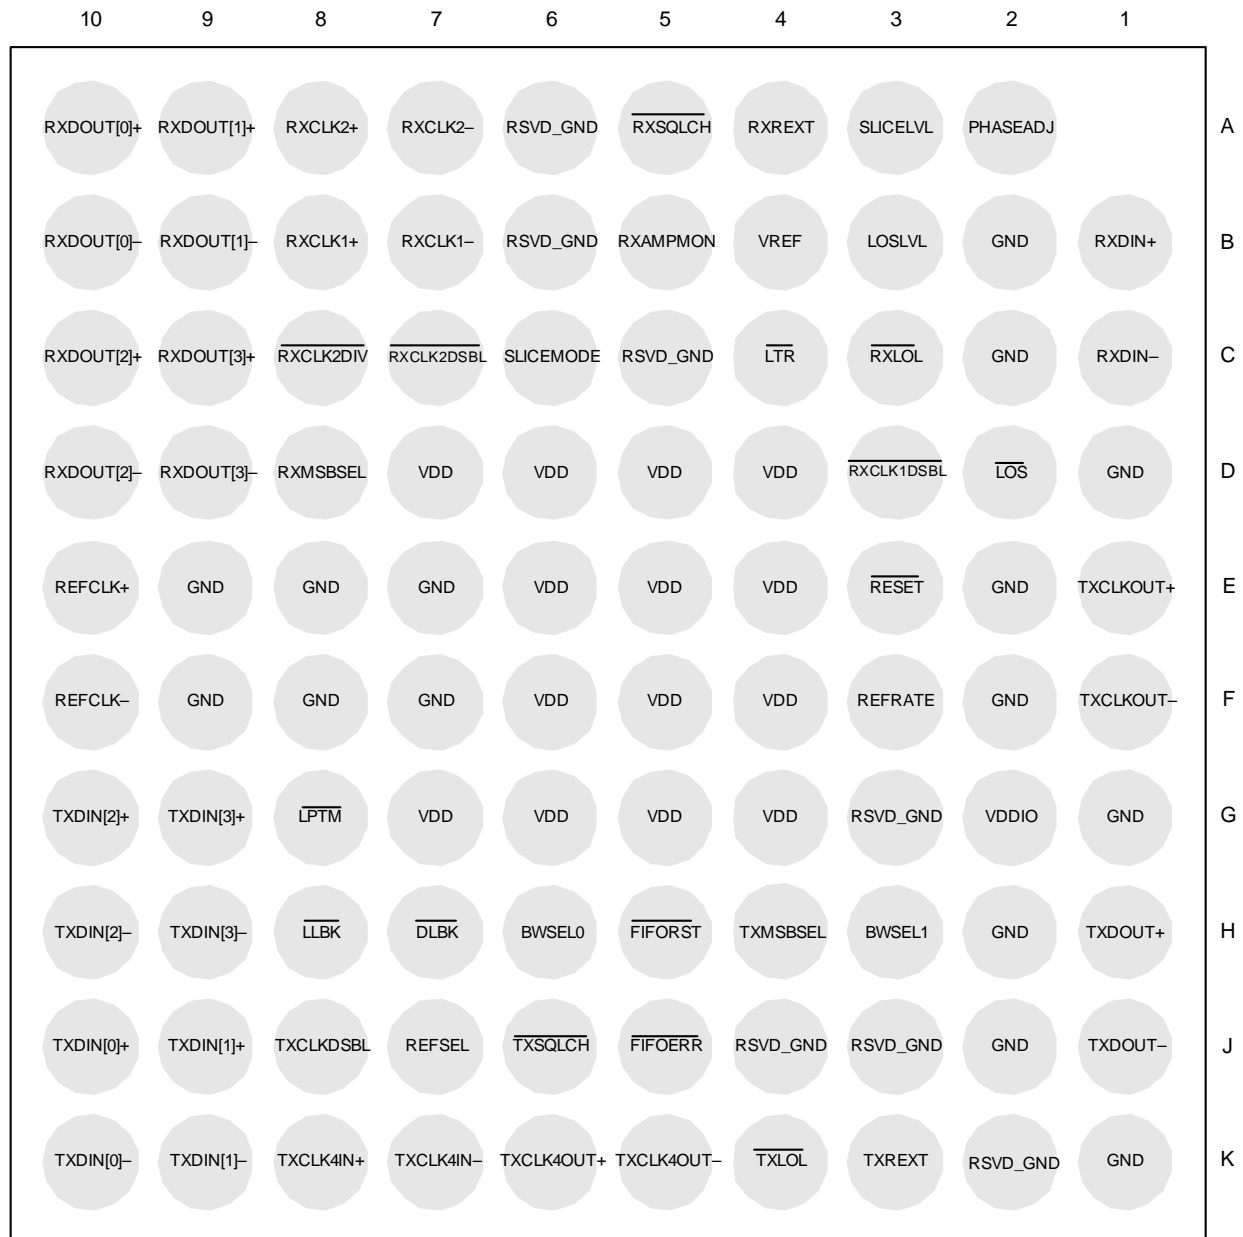 10 9 8 7 6 5 4 3 2 1
RXDOUT[0]+ RXDOUT[1]+ RXCLK2+ RXCLK2– RSVD_GND RXSQLCH RXREXT SLICELVL PHASEADJ A
RXDOUT[0]– RXDOUT[1]– RXCLK1+ RXCLK1– RSVD_GND RXAMPMON VREF LOSLVL GND RXDIN+ B
RXDOUT[2]+ RXDOUT[3]+ RXCLK2DIV RXCLK2DSBL SLICEMODE RSVD_GND LTR RXLOL GND RXDIN– C
RXDOUT[2]– RXDOUT[3]– RXMSBSEL VDD VDD VDD VDD RXCLK1DSBL LOS GND D
REFCLK+ GND GND GND VDD VDD VDD RESET GND TXCLKOUT+ E
REFCLK– GND GND GND VDD VDD VDD REFRATE GND TXCLKOUT– F
TXDIN[2]+ TXDIN[3]+ LPTM VDD VDD VDD VDD RSVD_GND VDDIO GND G
TXDIN[2]– TXDIN[3]– LLBK DLBK BWSEL0 FIFORST TXMSBSEL BWSEL1 GND TXDOUT+ H
TXDIN[0]+ TXDIN[1]+ TXCLKDSBL REFSEL TXSQLCH FIFOERR RSVD_GND RSVD_GND GND TXDOUT– J
TXDIN[0]– TXDIN[1]– TXCLK4IN+ TXCLK4IN– TXCLK4OUT+ TXCLK4OUT– TXLOL TXREXT RSVD_GND GND K